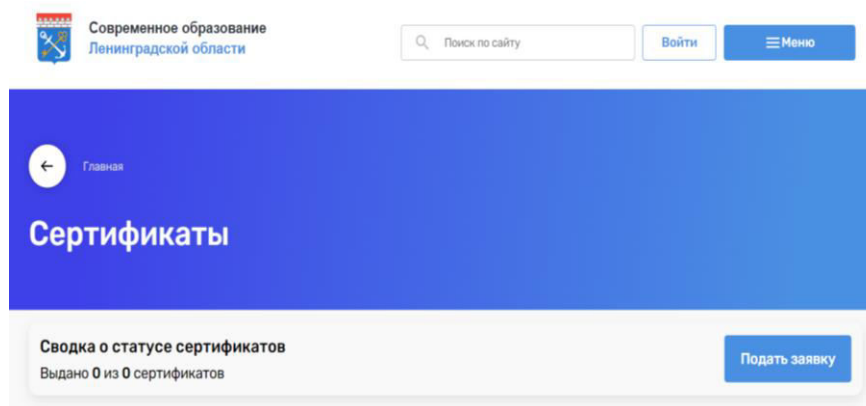 Современное образование
Ленинградской области
Поиск по сайту
Войти
Меню
Главная
Сертификаты
Сводка о статусе сертификатов
Выдано 0 из 0 сертификатов
Подать заявку